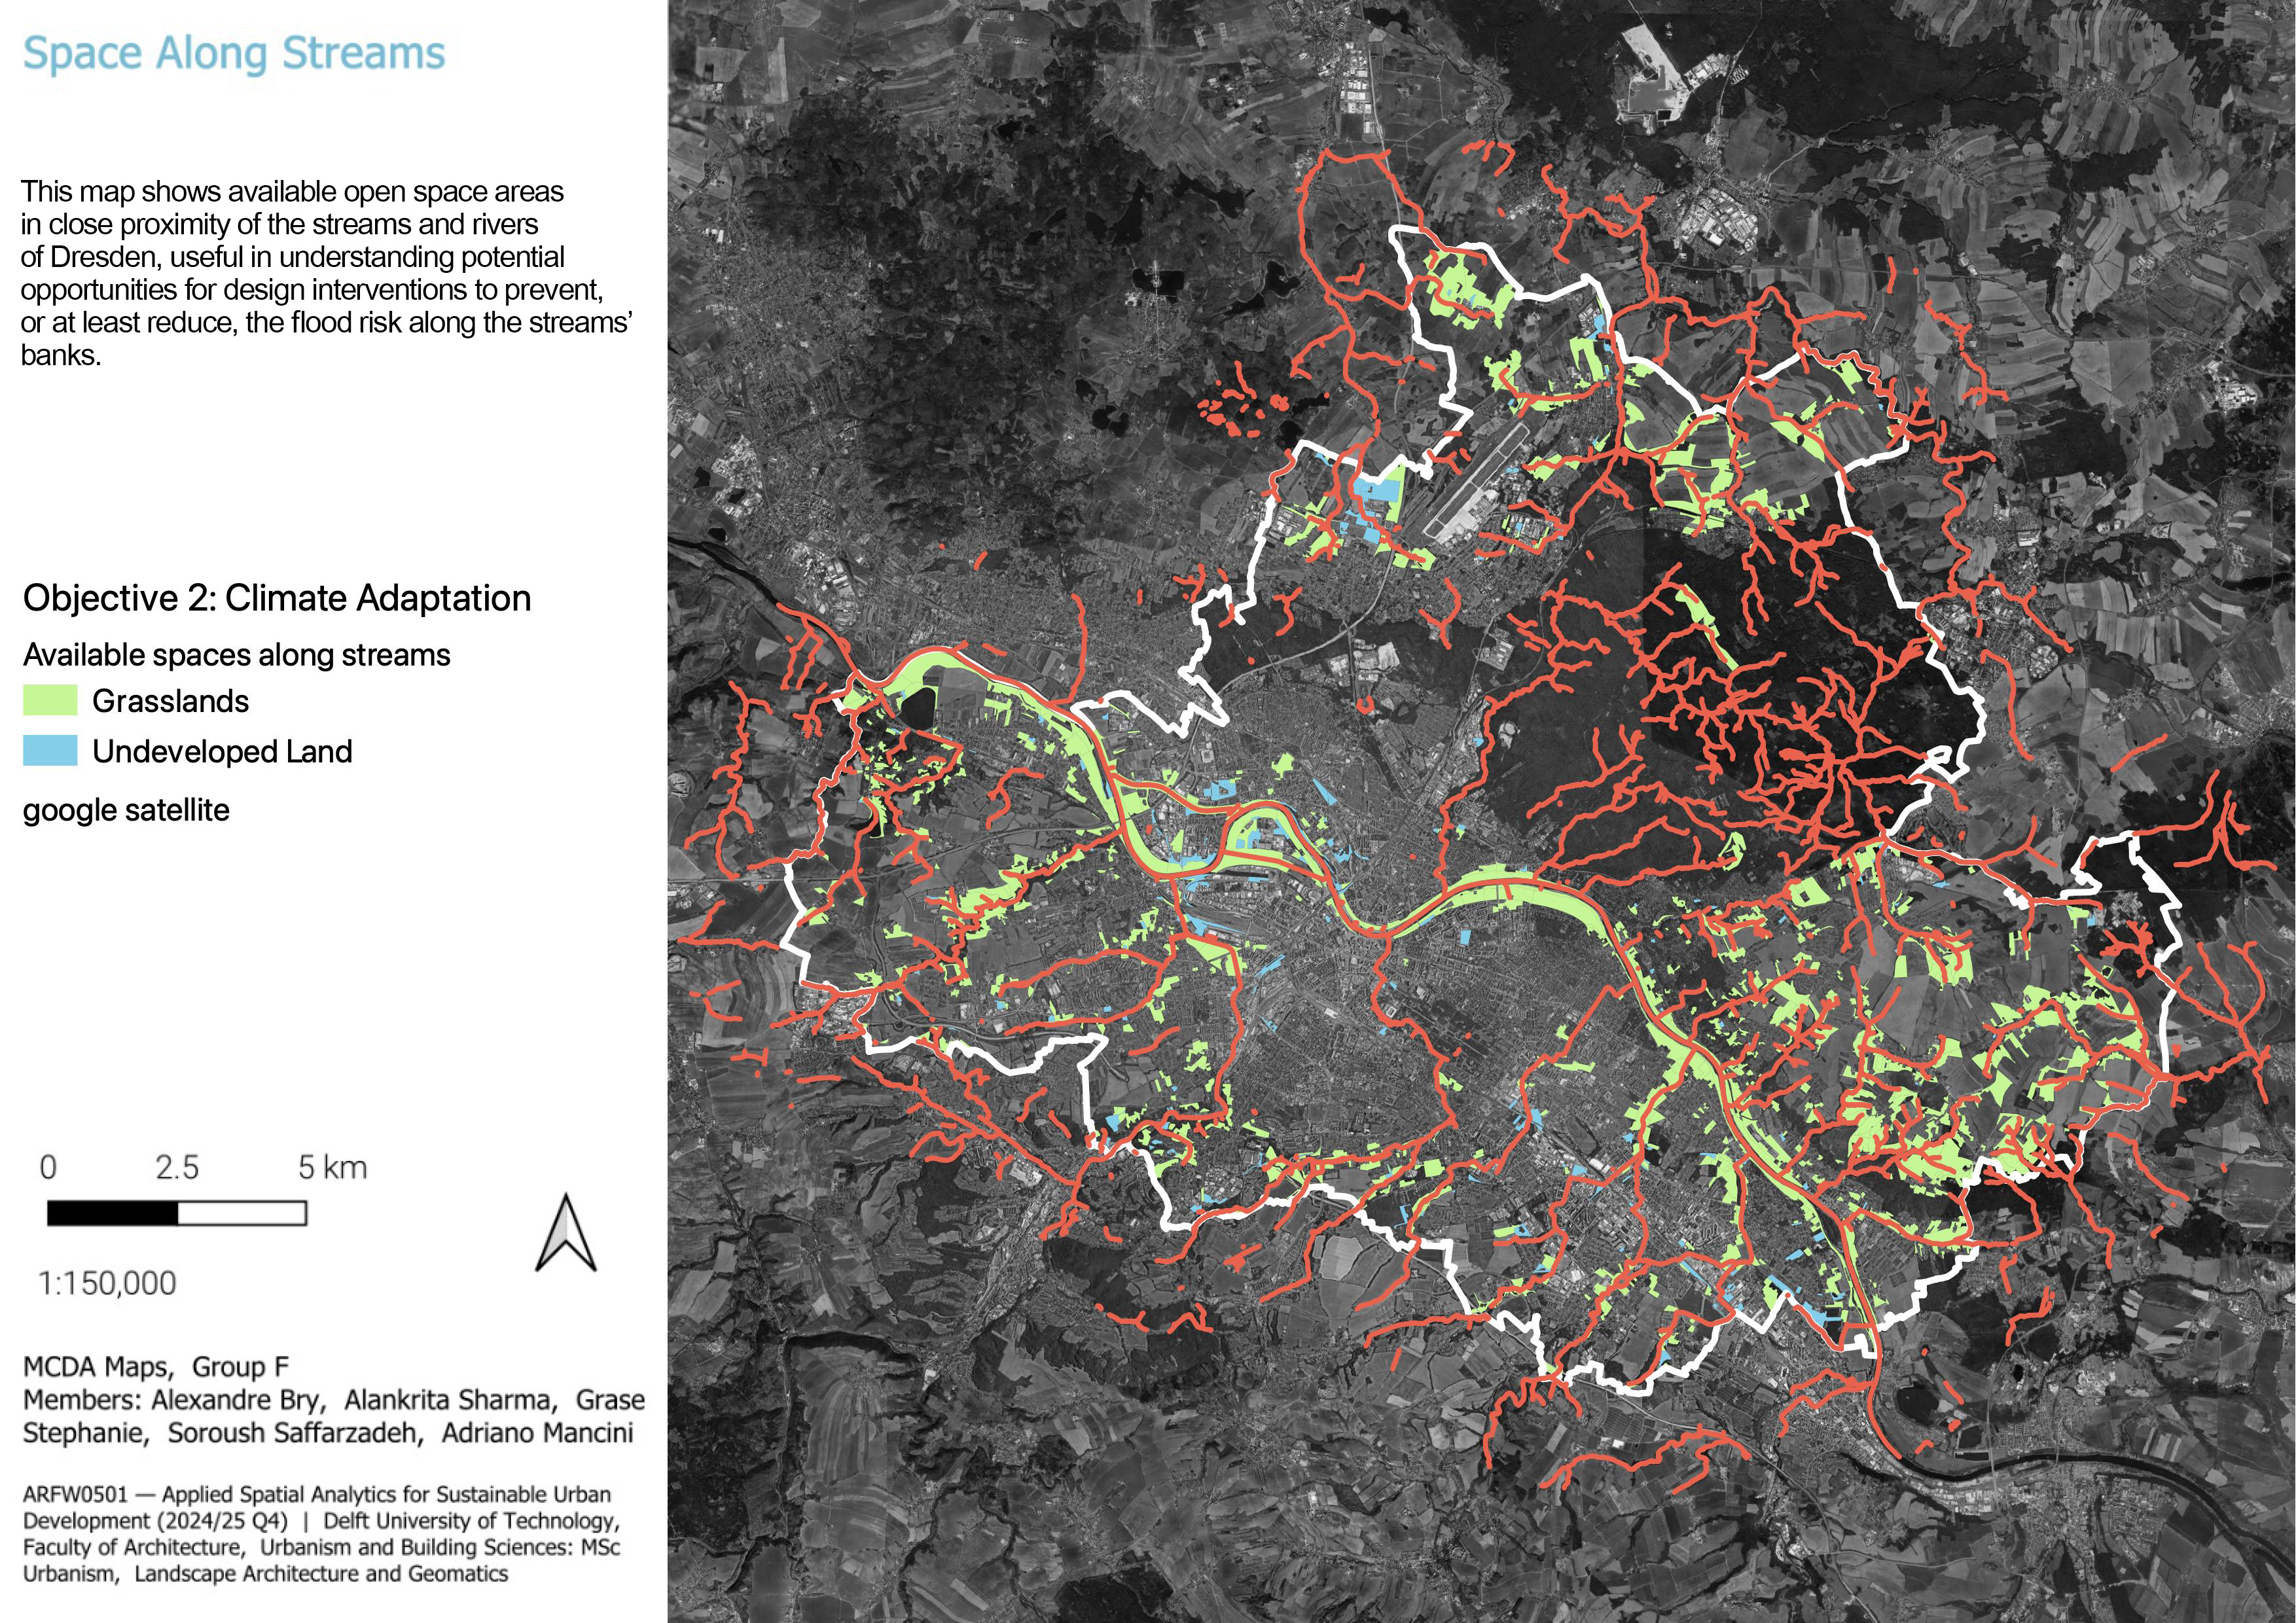 Space Along Streams
This map shows available open space areas
in close proximity of the streams and rivers
of Dresden, useful in understanding potential
opportunities for design interventions to prevent,
or at least reduce, the flood risk along the streams’
banks.
Objective 2: Climate Adaptation
Available spaces along streams
Grasslands
Undeveloped Land
google satellite
0 2.5 5 km
1:150,000
MCDA Maps, Group F
Members: Alexandre Bry, Alankrita Sharma, Grase
Stephanie, Soroush Saffarzadeh, Adriano Mancini
ARFW0501 — Applied Spatial Analytics for Sustainable Urban
Development (2024/25 Q4) | Delft University of Technology,
Faculty of Architecture, Urbanism and Building Sciences: MSc
Urbanism, Landscape Architecture and Geomatics